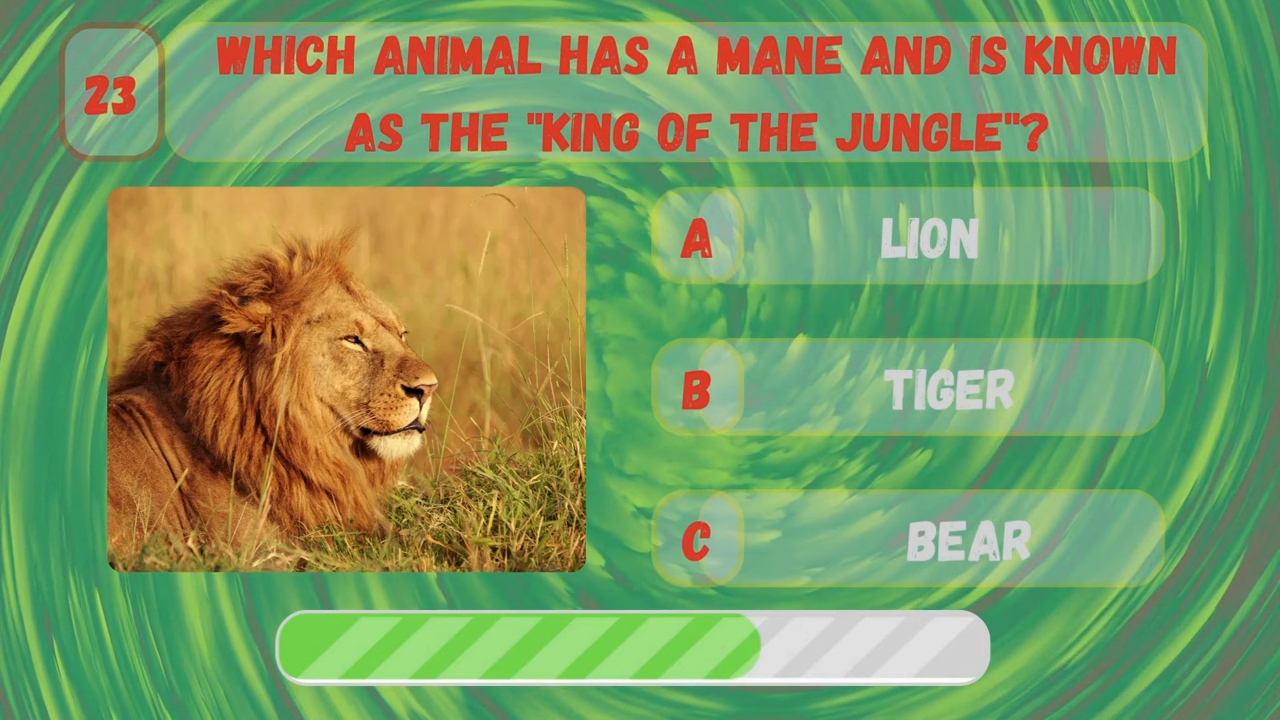 23
WHICH ANIMAL HAS A MANE AND IS KNOWN
AS THE "KING OF THE JUNGLE"?
A LION
B TIGER
C BEAR